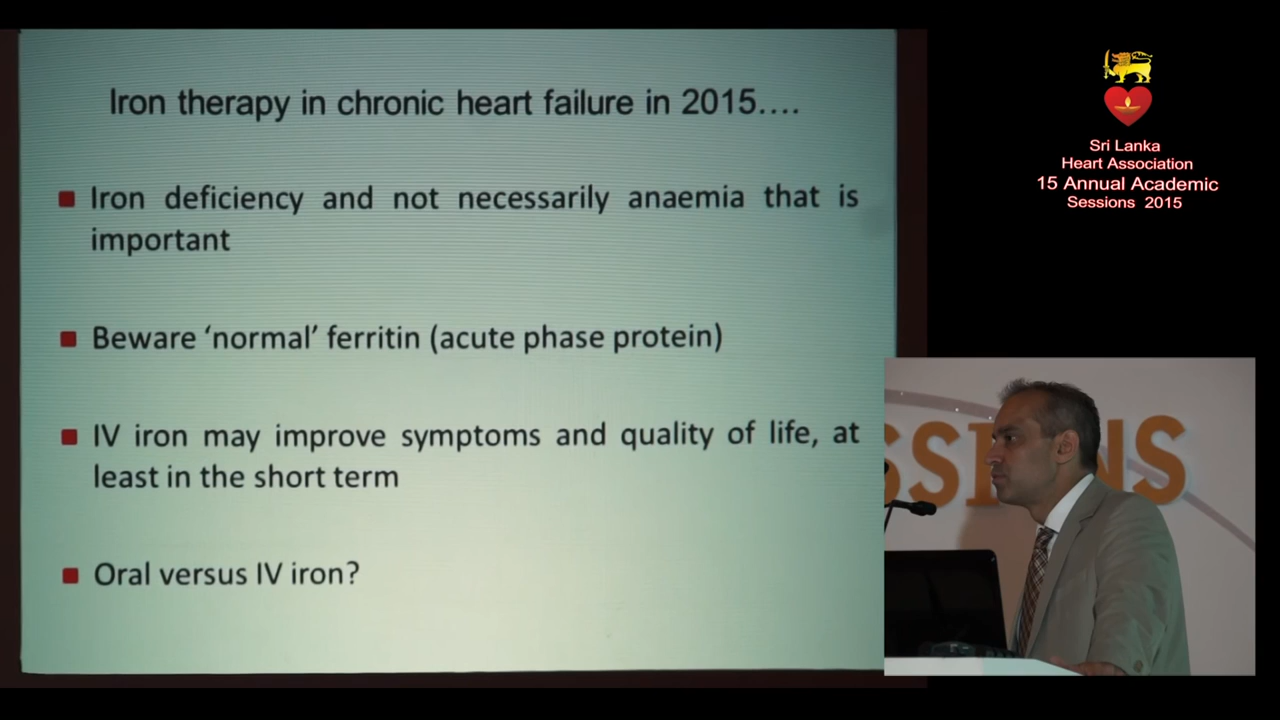 Iron therapy in chronic heart failure in 2015....
Iron deficiency and not necessarily anaemia that is
important
Beware ‘normal’ ferritin (acute phase protein)
IV iron may improve symptoms and quality of life, at
least in the short term
Oral versus IV iron?
Sri Lanka
Heart Association
15 Annual Academic
Sessions 2015